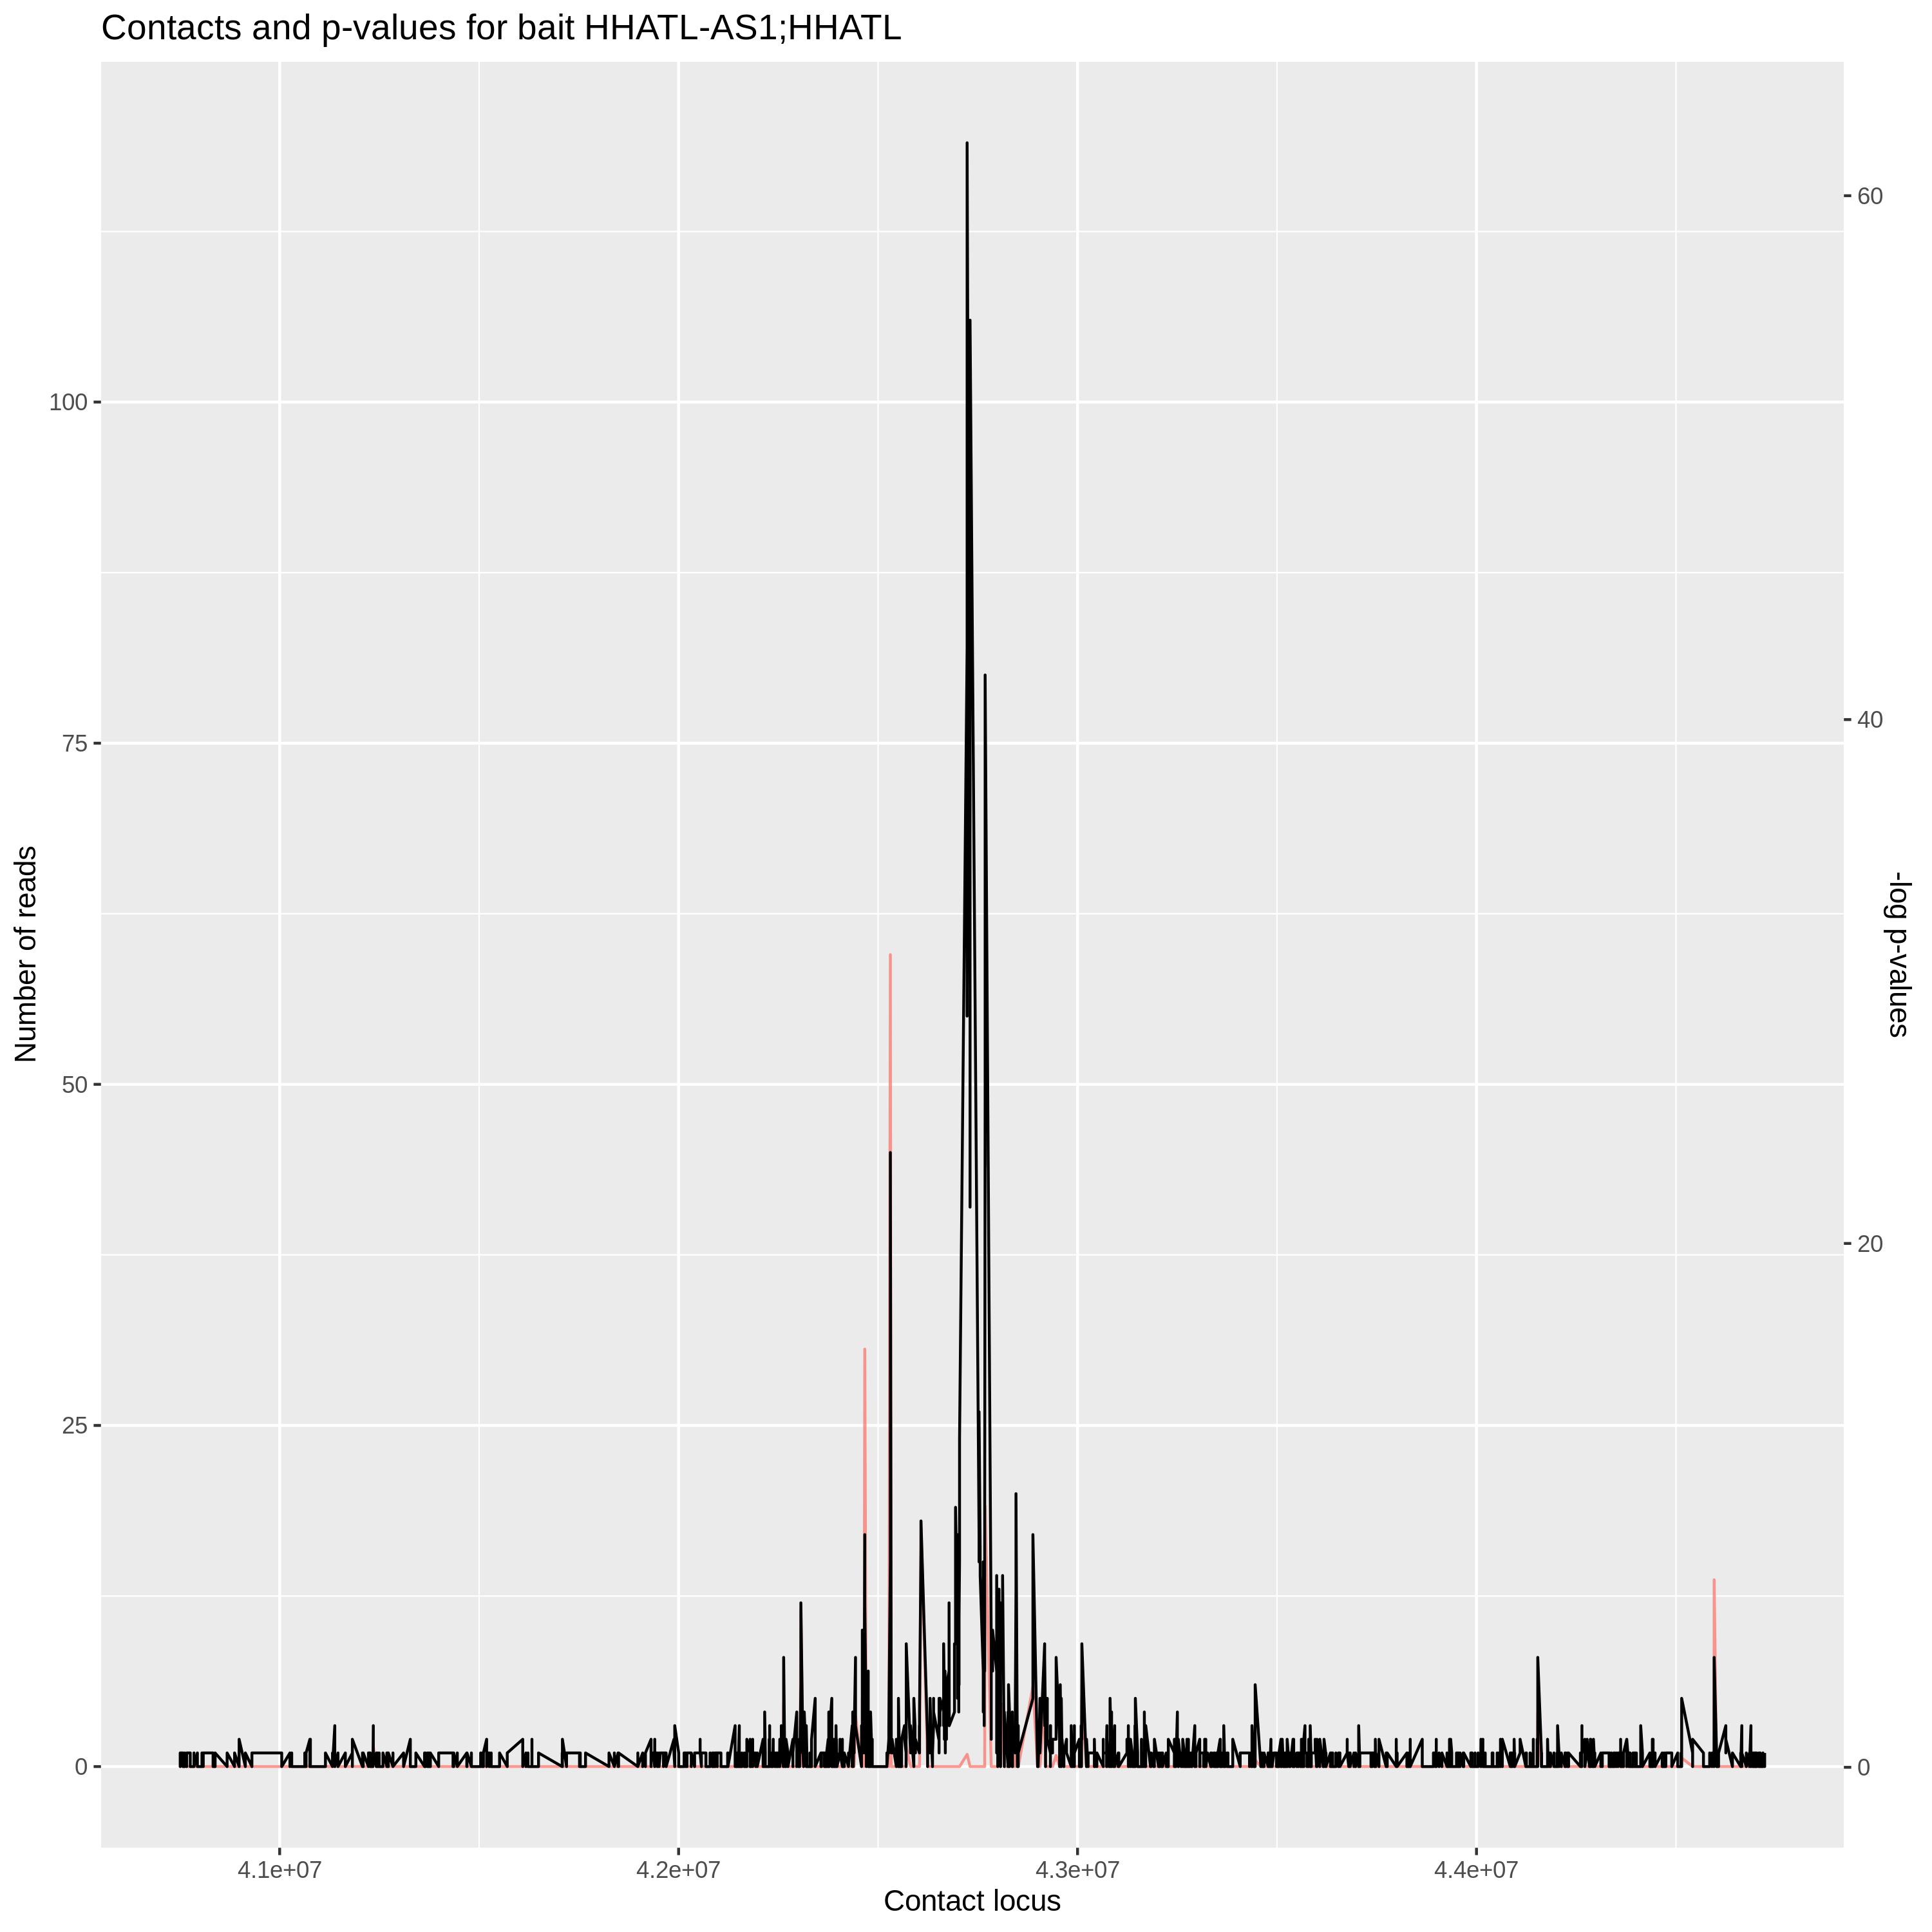 Contacts and p-values for bait HHATL-AS1;HHATL
Number of reads
100
75
50
25
0
60
40
20
0
-log p-values
4.1e+07
4.2e+07
4.3e+07
4.4e+07
Contact locus